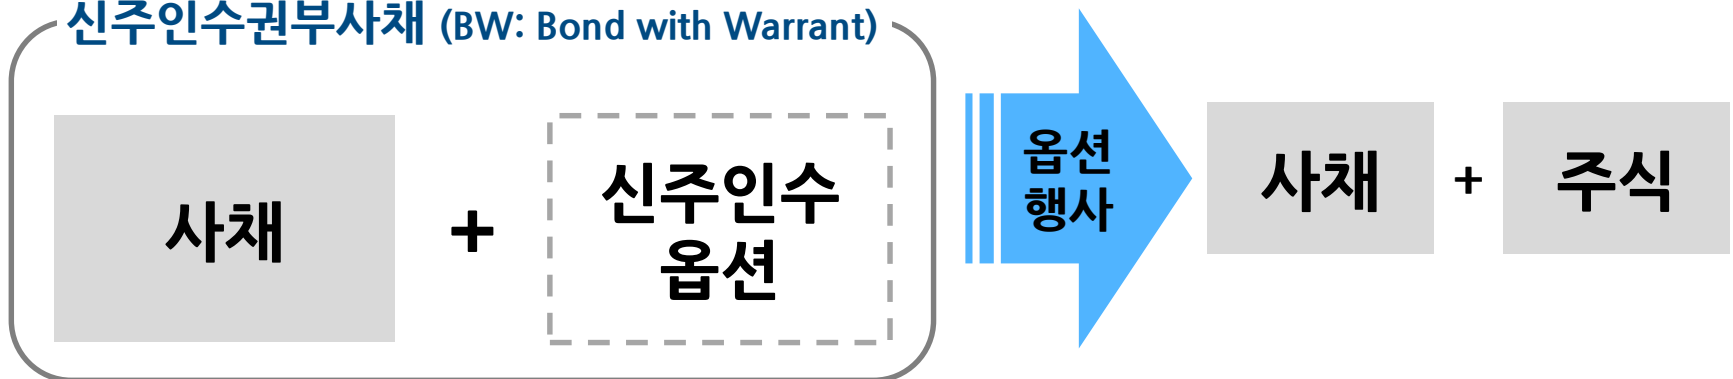 신주인수권부사채 (BW: Bond with Warrant)
사채
+
신주인수
옵션
옵션
행사
사채
+
주식